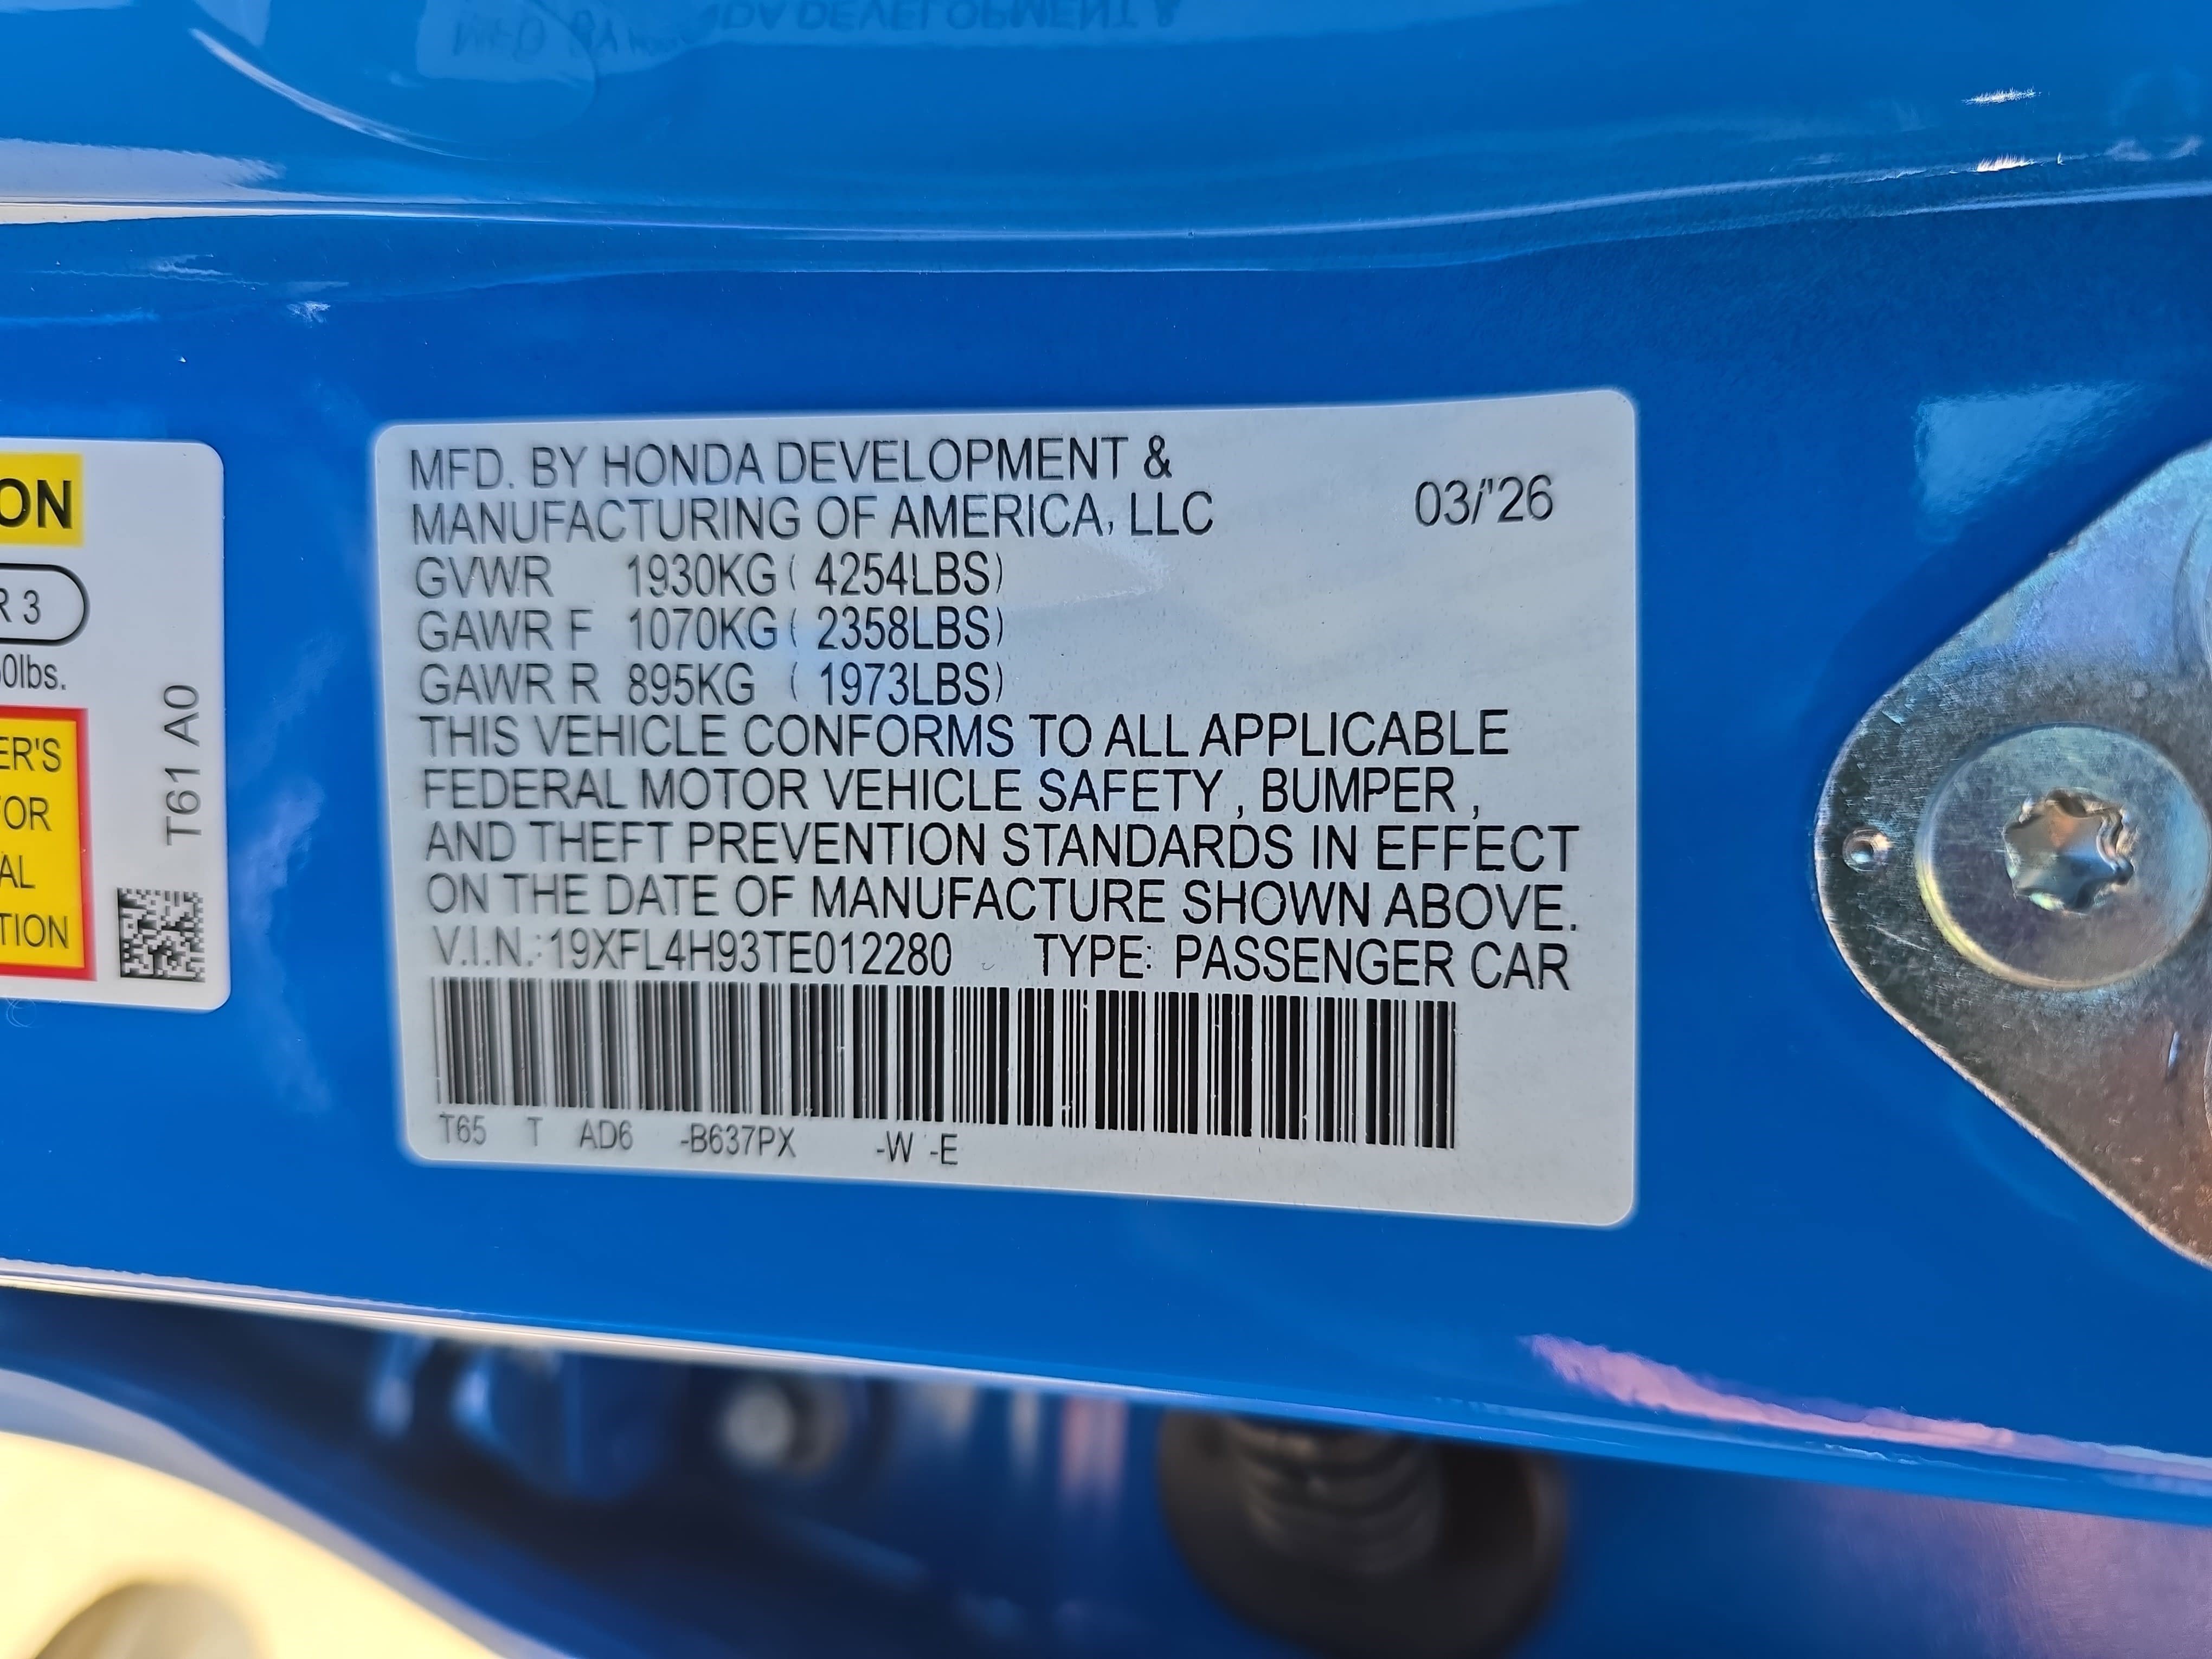 MFD. BY HONDA DEVELOPMENT &
MANUFACTURING OF AMERICA, LLC
03/'26
GVWR 1930KG ( 4254LBS)
GAWR F 1070KG ( 2358LBS)
GAWR R 895KG ( 1973LBS)
THIS VEHICLE CONFORMS TO ALL APPLICABLE
FEDERAL MOTOR VEHICLE SAFETY , BUMPER ,
AND THEFT PREVENTION STANDARDS IN EFFECT
ON THE DATE OF MANUFACTURE SHOWN ABOVE.
V.I.N.: 19XFL4H93TE012280 TYPE: PASSENGER CAR
T65 T AD6 -B637PX -W -E
ON
R 3
0lbs.
ER'S
OR
AL
TION
T61 A0